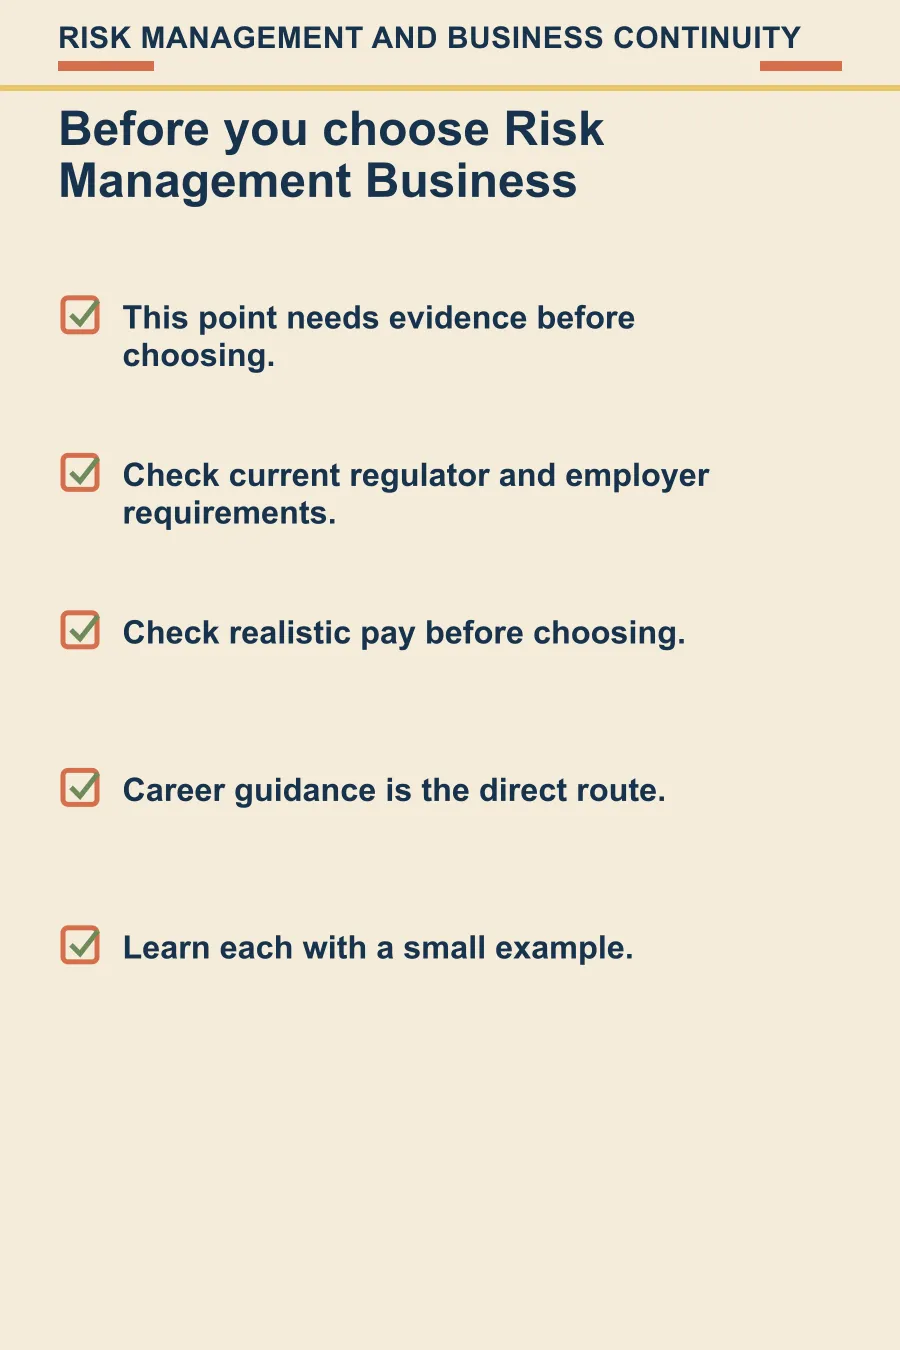 RISK MANAGEMENT AND BUSINESS CONTINUITY
Before you choose Risk
Management Business
This point needs evidence before
choosing.
Check current regulator and employer
requirements.
Check realistic pay before choosing.
Career guidance is the direct route.
Learn each with a small example.